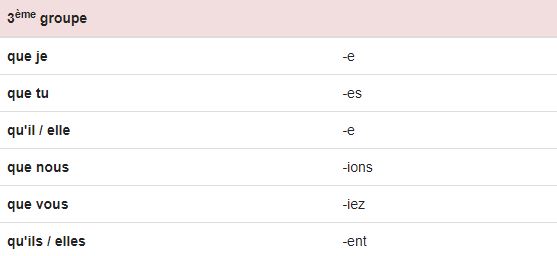 3ème groupe
que je -e
que tu -es
qu'il / elle -e
que nous -ions
que vous -iez
qu'ils / elles -ent